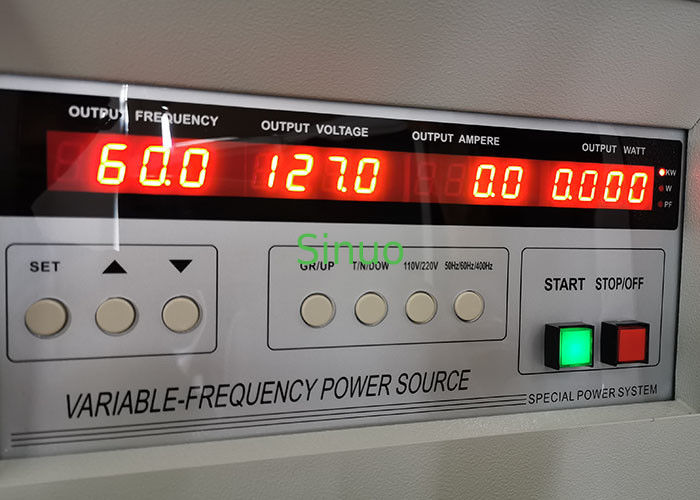 OUTPUT FREQUENCY
OUTPUT VOLTAGE
OUTPUT AMPERE
OUTPUT WATT
60.0
127.0
0.0
0.000
KW
W
PF
Sinuo
SET
GR/UP
T/N/DOW
110V/220V
50Hz/60Hz/400Hz
START
STOP/OFF
VARIABLE-FREQUENCY POWER SOURCE
SPECIAL POWER SYSTEM